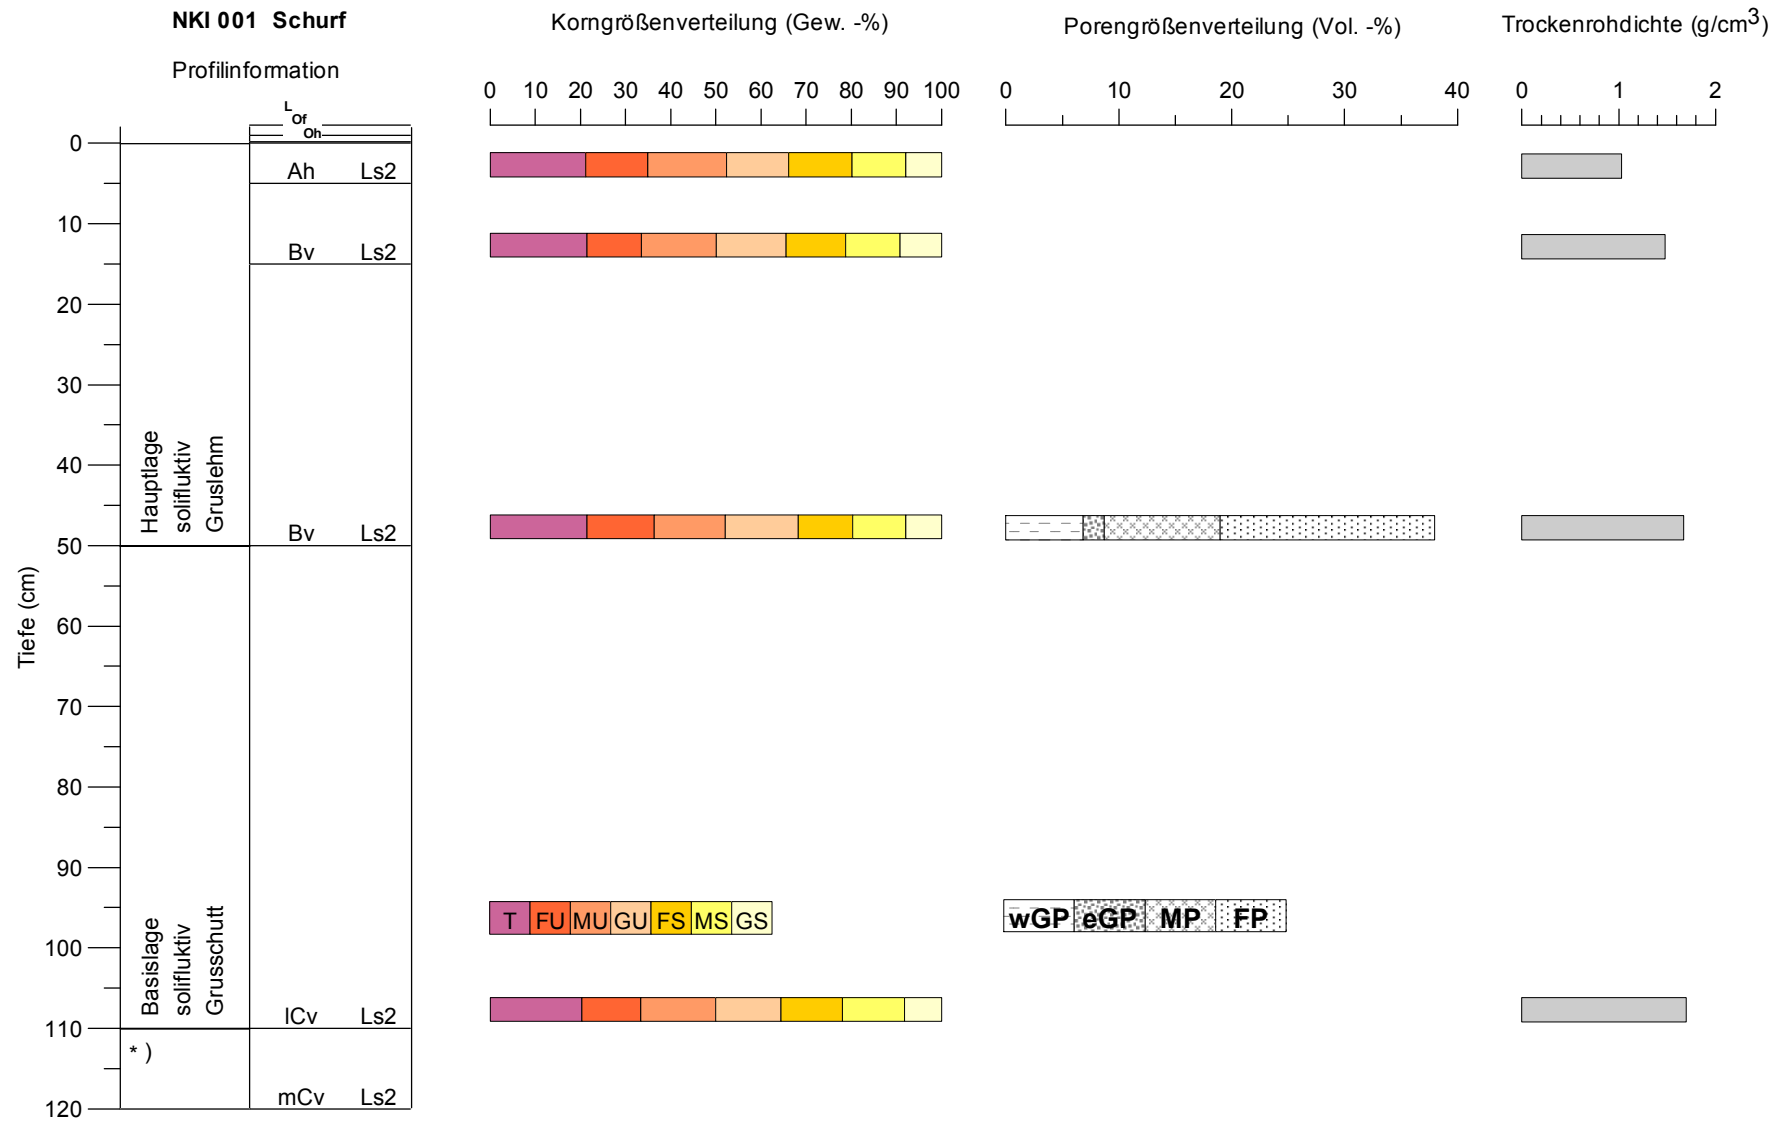 NKI 001 Schurf
Korngrößenverteilung (Gew. -%)
Porengrößenverteilung (Vol. -%)
Trockenrohdichte (g/cm3)
Profilinformation
0 10 20 30 40 50 60 70 80 90 100
0 10 20 30 40
0 1 2
L
Of
Oh
0
Ah Ls2
10
Bv Ls2
20
30
40
Hauptlage
solifluktiv
Gruslehm
Bv Ls2
50
Tiefe (cm)
60
70
80
90
T FU MU GU FS MS GS
wGP eGP MP FP
100
Basislage
solifluktiv
Grusschutt
lCv Ls2
110
* )
mCv Ls2
120